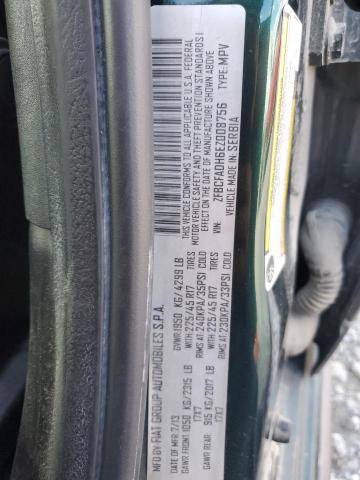 MFD BY: FIAT GROUP AUTOMOBILES S.P.A.
DATE OF MFR: 7/13 GVWR: 1950 KG/ 4299 LB
GAWR FRONT: 1050 KG/2315 LB WITH: 225/45 R17 TIRES
17X7 RIMS AT 240KPA/35PSI COLD
GAWR REAR: 915 KG/2017 LB WITH: 225/45 R17 TIRES
17X7 RIMS AT 230KPA/33PSI COLD
THIS VEHICLE CONFORMS TO ALL APPLICABLE U.S.A. FEDERAL
MOTOR VEHICLE SAFETY AND THEFT PREVENTION STANDARDS IN
EFFECT ON THE DATE OF MANUFACTURE SHOWN ABOVE
VIN: ZFBCFADH6EZ008756 TYPE: MPV
VEHICLE MADE IN: SERBIA